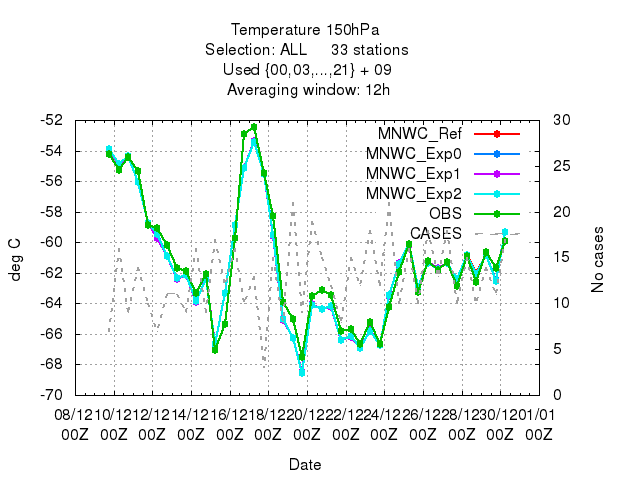 Temperature 150hPa
Selection: ALL 33 stations
Used {00,03,...,21} + 09
Averaging window: 12h
-52
-54
-56
-58
-60
-62
-64
-66
-68
-70
deg C
30
25
20
15
10
5
0
No cases
MNWC_Ref
MNWC_Exp0
MNWC_Exp1
MNWC_Exp2
OBS
CASES
08/12 10/12 12/12 14/12 16/12 18/12 20/12 22/12 24/12 26/12 28/12 30/12 01/01
00Z 00Z 00Z 00Z 00Z 00Z 00Z 00Z 00Z 00Z 00Z 00Z 00Z
Date